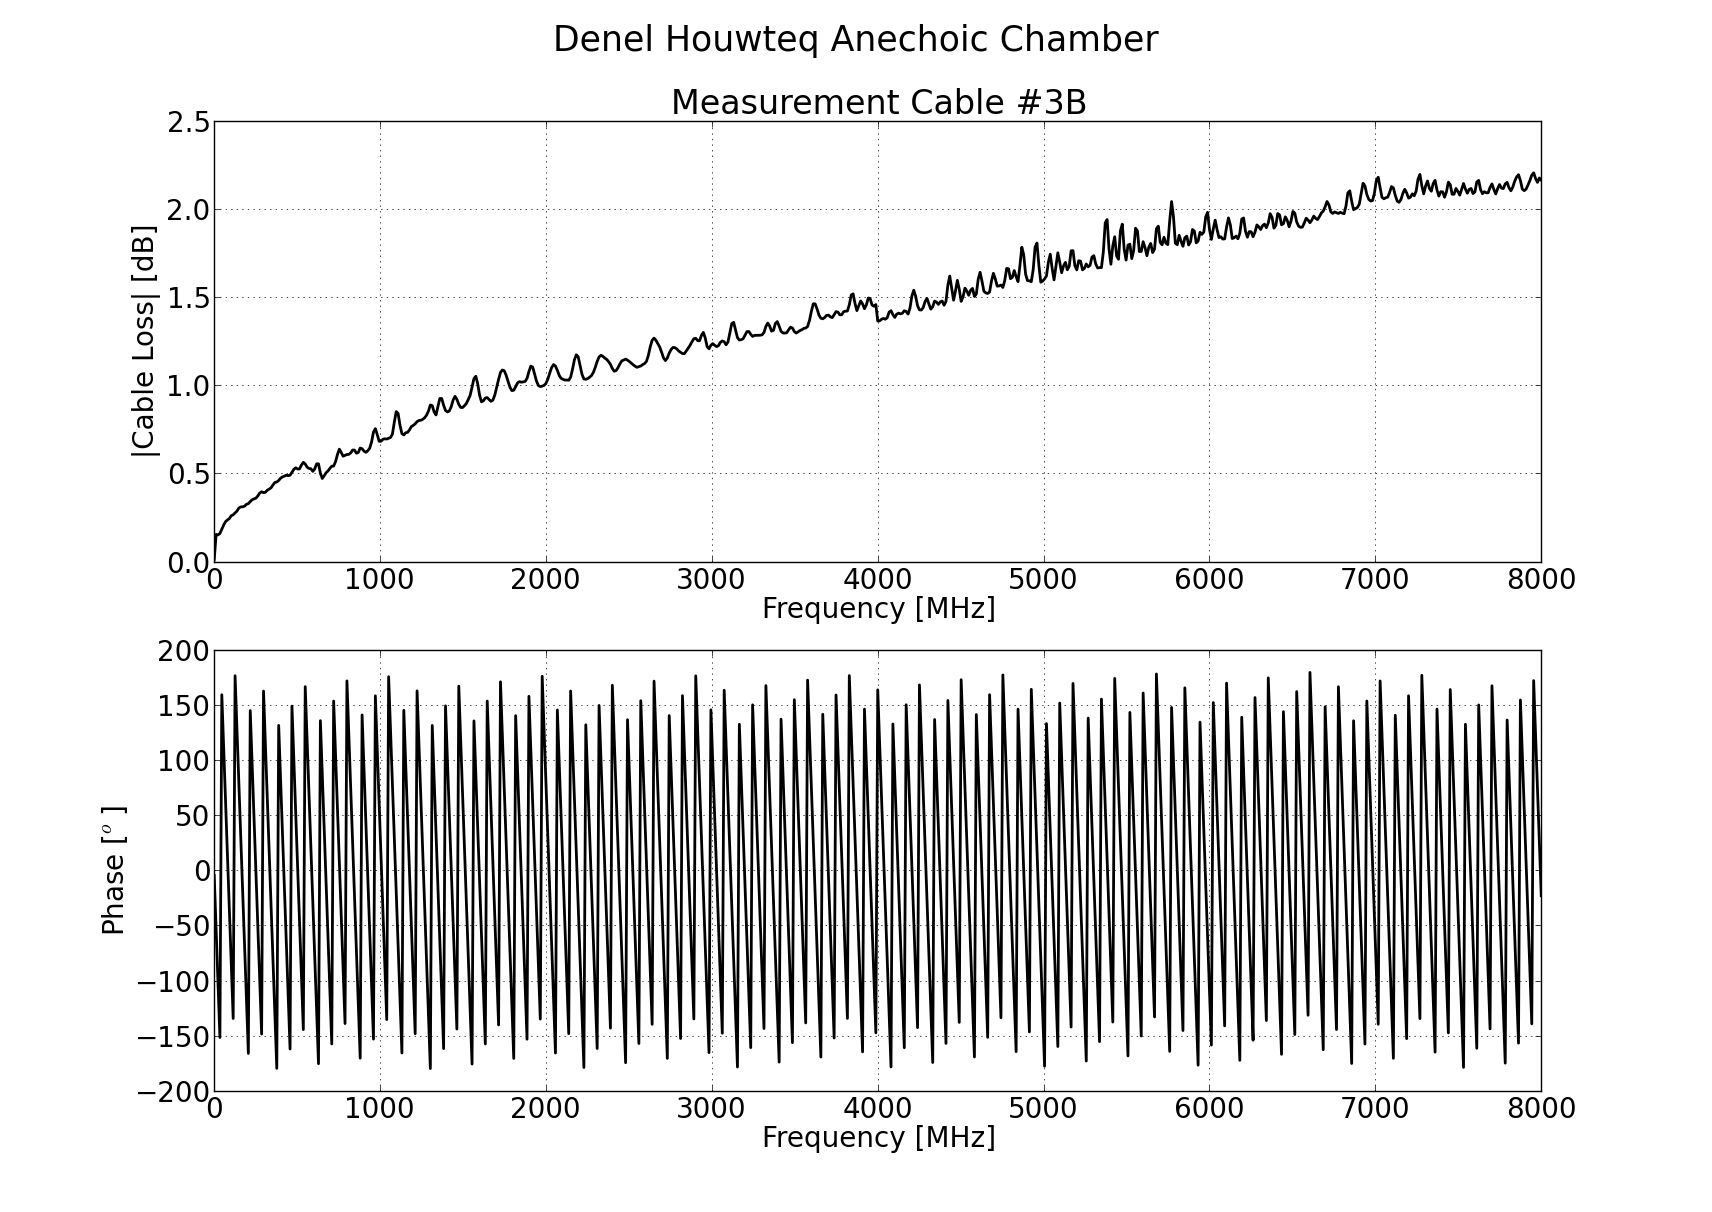 Denel Houwteq Anechoic Chamber
Measurement Cable #3B
2.5
2.0
1.5
1.0
0.5
0.0
|Cable Loss| [dB]
0 1000 2000 3000 4000 5000 6000 7000 8000
Frequency [MHz]
200
150
100
50
0
−50
−100
−150
−200
Phase [°]
0 1000 2000 3000 4000 5000 6000 7000 8000
Frequency [MHz]